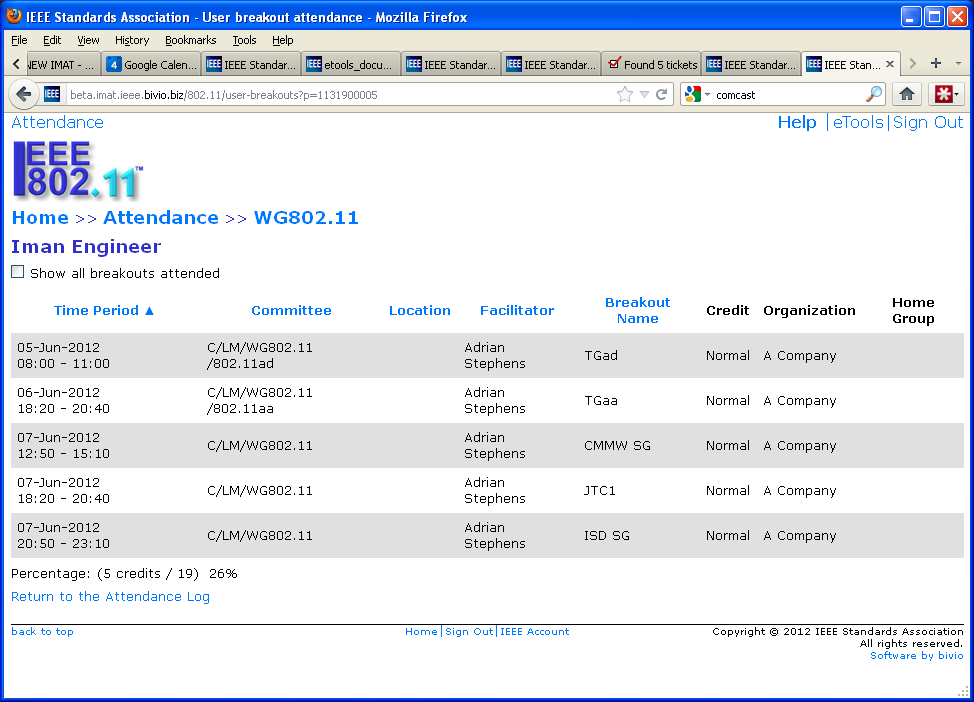 IEEE Standards Association - User breakout attendance - Mozilla Firefox
File Edit View History Bookmarks Tools Help
NEW IMAT - ... 4 Google Calen... IEEE IEEE Standar... IEEE etools_docu... IEEE IEEE Standar... IEEE IEEE Standar... Found 5 tickets IEEE IEEE Standar... IEEE IEEE Stan...
IEEE beta.imat.ieee.bivio.biz/802.11/user-breakouts?p=1131900005 comcast
Attendance Help | eTools | Sign Out
IEEE
802.11™
Home >> Attendance >> WG802.11
Iman Engineer
Show all breakouts attended
Time Period ▲ Committee Location Facilitator Breakout Name Credit Organization Home Group
05-Jun-2012 08:00 - 11:00 C/LM/WG802.11 /802.11ad Adrian Stephens TGad Normal A Company
06-Jun-2012 18:20 - 20:40 C/LM/WG802.11 /802.11aa Adrian Stephens TGaa Normal A Company
07-Jun-2012 12:50 - 15:10 C/LM/WG802.11 Adrian Stephens CMMW SG Normal A Company
07-Jun-2012 18:20 - 20:40 C/LM/WG802.11 Adrian Stephens JTC1 Normal A Company
07-Jun-2012 20:50 - 23:10 C/LM/WG802.11 Adrian Stephens ISD SG Normal A Company
Percentage: (5 credits / 19) 26%
Return to the Attendance Log
back to top Home | Sign Out | IEEE Account Copyright © 2012 IEEE Standards Association
All rights reserved.
Software by bivio